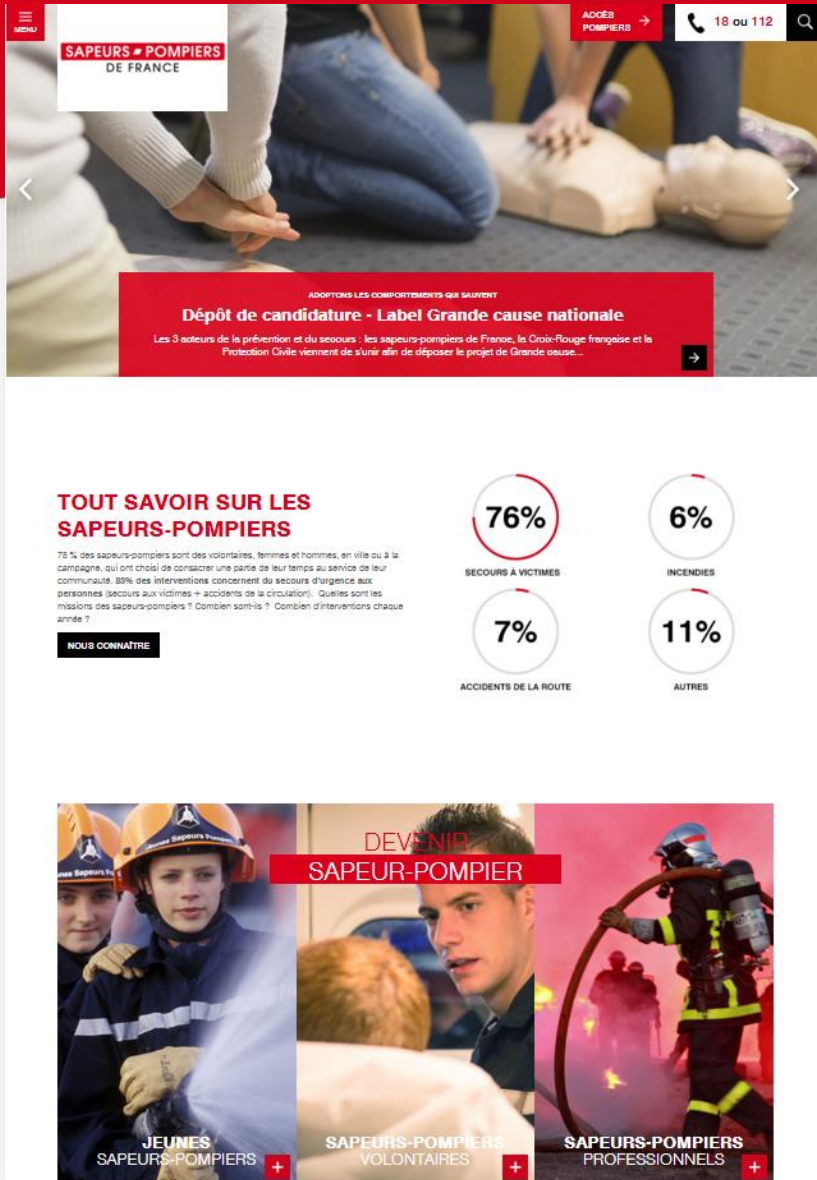 MENU
SAPEURS-POMPIERS
DE FRANCE
ACCÈS
POMPIERS
18 ou 112
ADOPTONS LES COMPORTEMENTS QUI SAUVENT
Dépôt de candidature - Label Grande cause nationale
Les 3 acteurs de la prévention et du secours : les sapeurs-pompiers de France, la Croix-Rouge française et la
Protection Civile viennent de s'unir afin de déposer le projet de Grande cause...
TOUT SAVOIR SUR LES
SAPEURS-POMPIERS
78 % des sapeurs-pompiers sont des volontaires, femmes et hommes, en ville ou à la
campagne, qui ont choisi de consacrer une partie de leur temps au service de leur
communauté. 83% des interventions concernent du secours d'urgence aux
personnes (secours aux victimes + accidents de la circulation). Quelles sont les
missions des sapeurs-pompiers ? Combien sont-ils ? Combien d'interventions chaque
année ?
NOUS CONNAÎTRE
76%
SECOURS À VICTIMES
6%
INCENDIES
7%
ACCIDENTS DE LA ROUTE
11%
AUTRES
DEVENIR
SAPEUR-POMPIER
Jeunes Sapeurs
JEUNES
SAPEURS-POMPIERS
+
SAPEURS-POMPIERS
VOLONTAIRES
+
SAPEURS-POMPIERS
PROFESSIONNELS
+